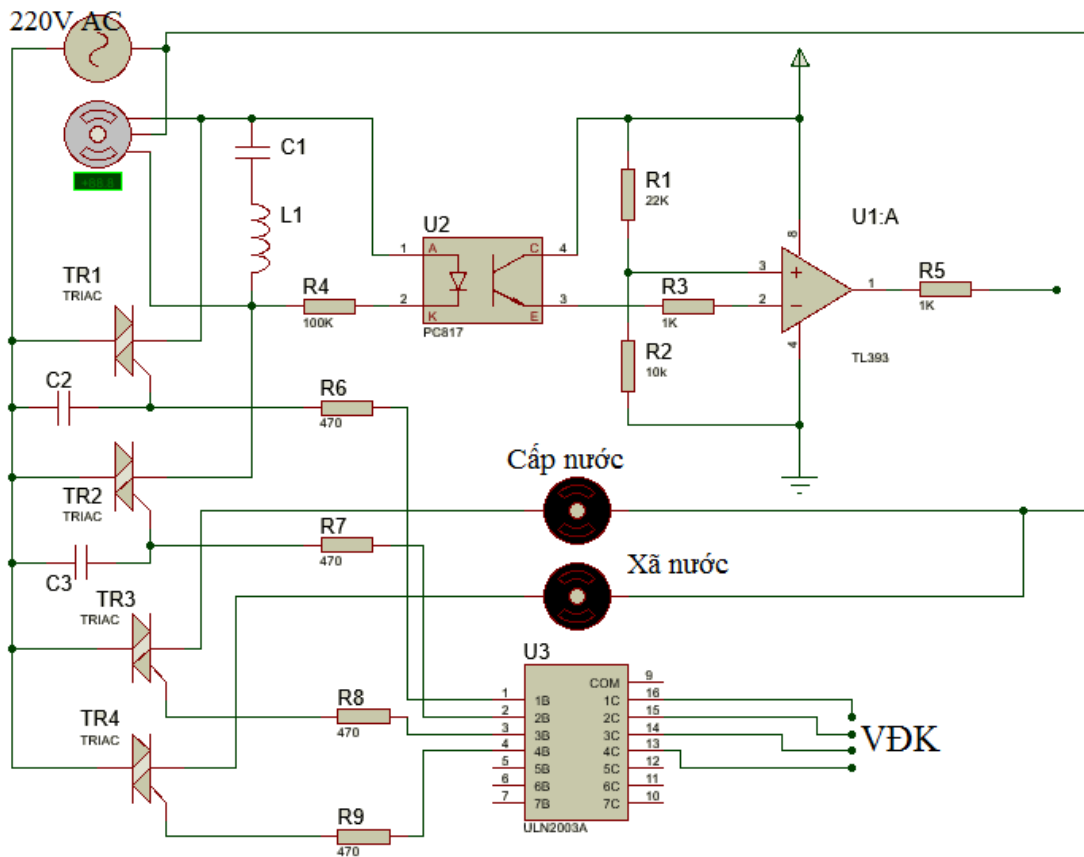 220V AC
C1
L1
U2
1
A
C
4
2
K
E
3
PC817
R4
100K
R1
22K
R2
10k
R3
1K
U1:A
8
3
2
1
4
TL393
R5
1K
TR1
TRIAC
C2
R6
470
TR2
TRIAC
C3
R7
470
Cấp nước
Xã nước
TR3
TRIAC
R8
470
TR4
TRIAC
R9
470
U3
COM
9
1
1B
1C
16
2
2B
2C
15
3
3B
3C
14
4
4B
4C
13
5
5B
5C
12
6
6B
6C
11
7
7B
7C
10
ULN2003A
VĐK